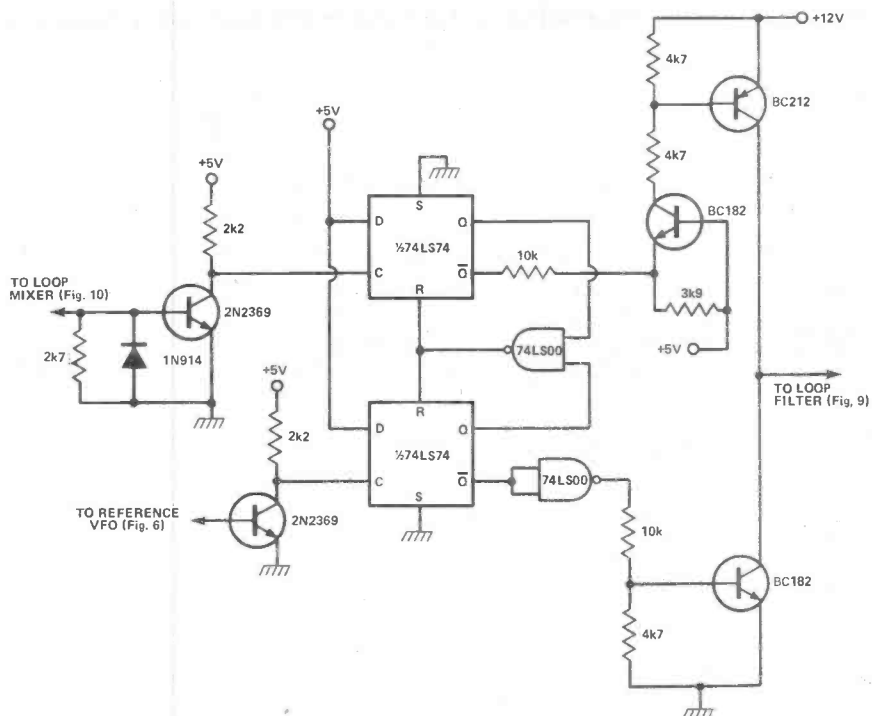 +12V
4k7
BC212
+5V
4k7
+5V
S
D
Q
BC182
2k2
½74LS74
10k
C
Q̅
R
3k9
TO LOOP
MIXER (Fig. 10)
2N2369
74LS00
+5V
2k7
1N914
+5V
TO LOOP
FILTER (Fig, 9)
R
D
Q
2k2
½74LS74
C
Q̅
74LS00
S
TO REFERENCE
VFO (Fig. 6)
2N2369
10k
BC182
4k7